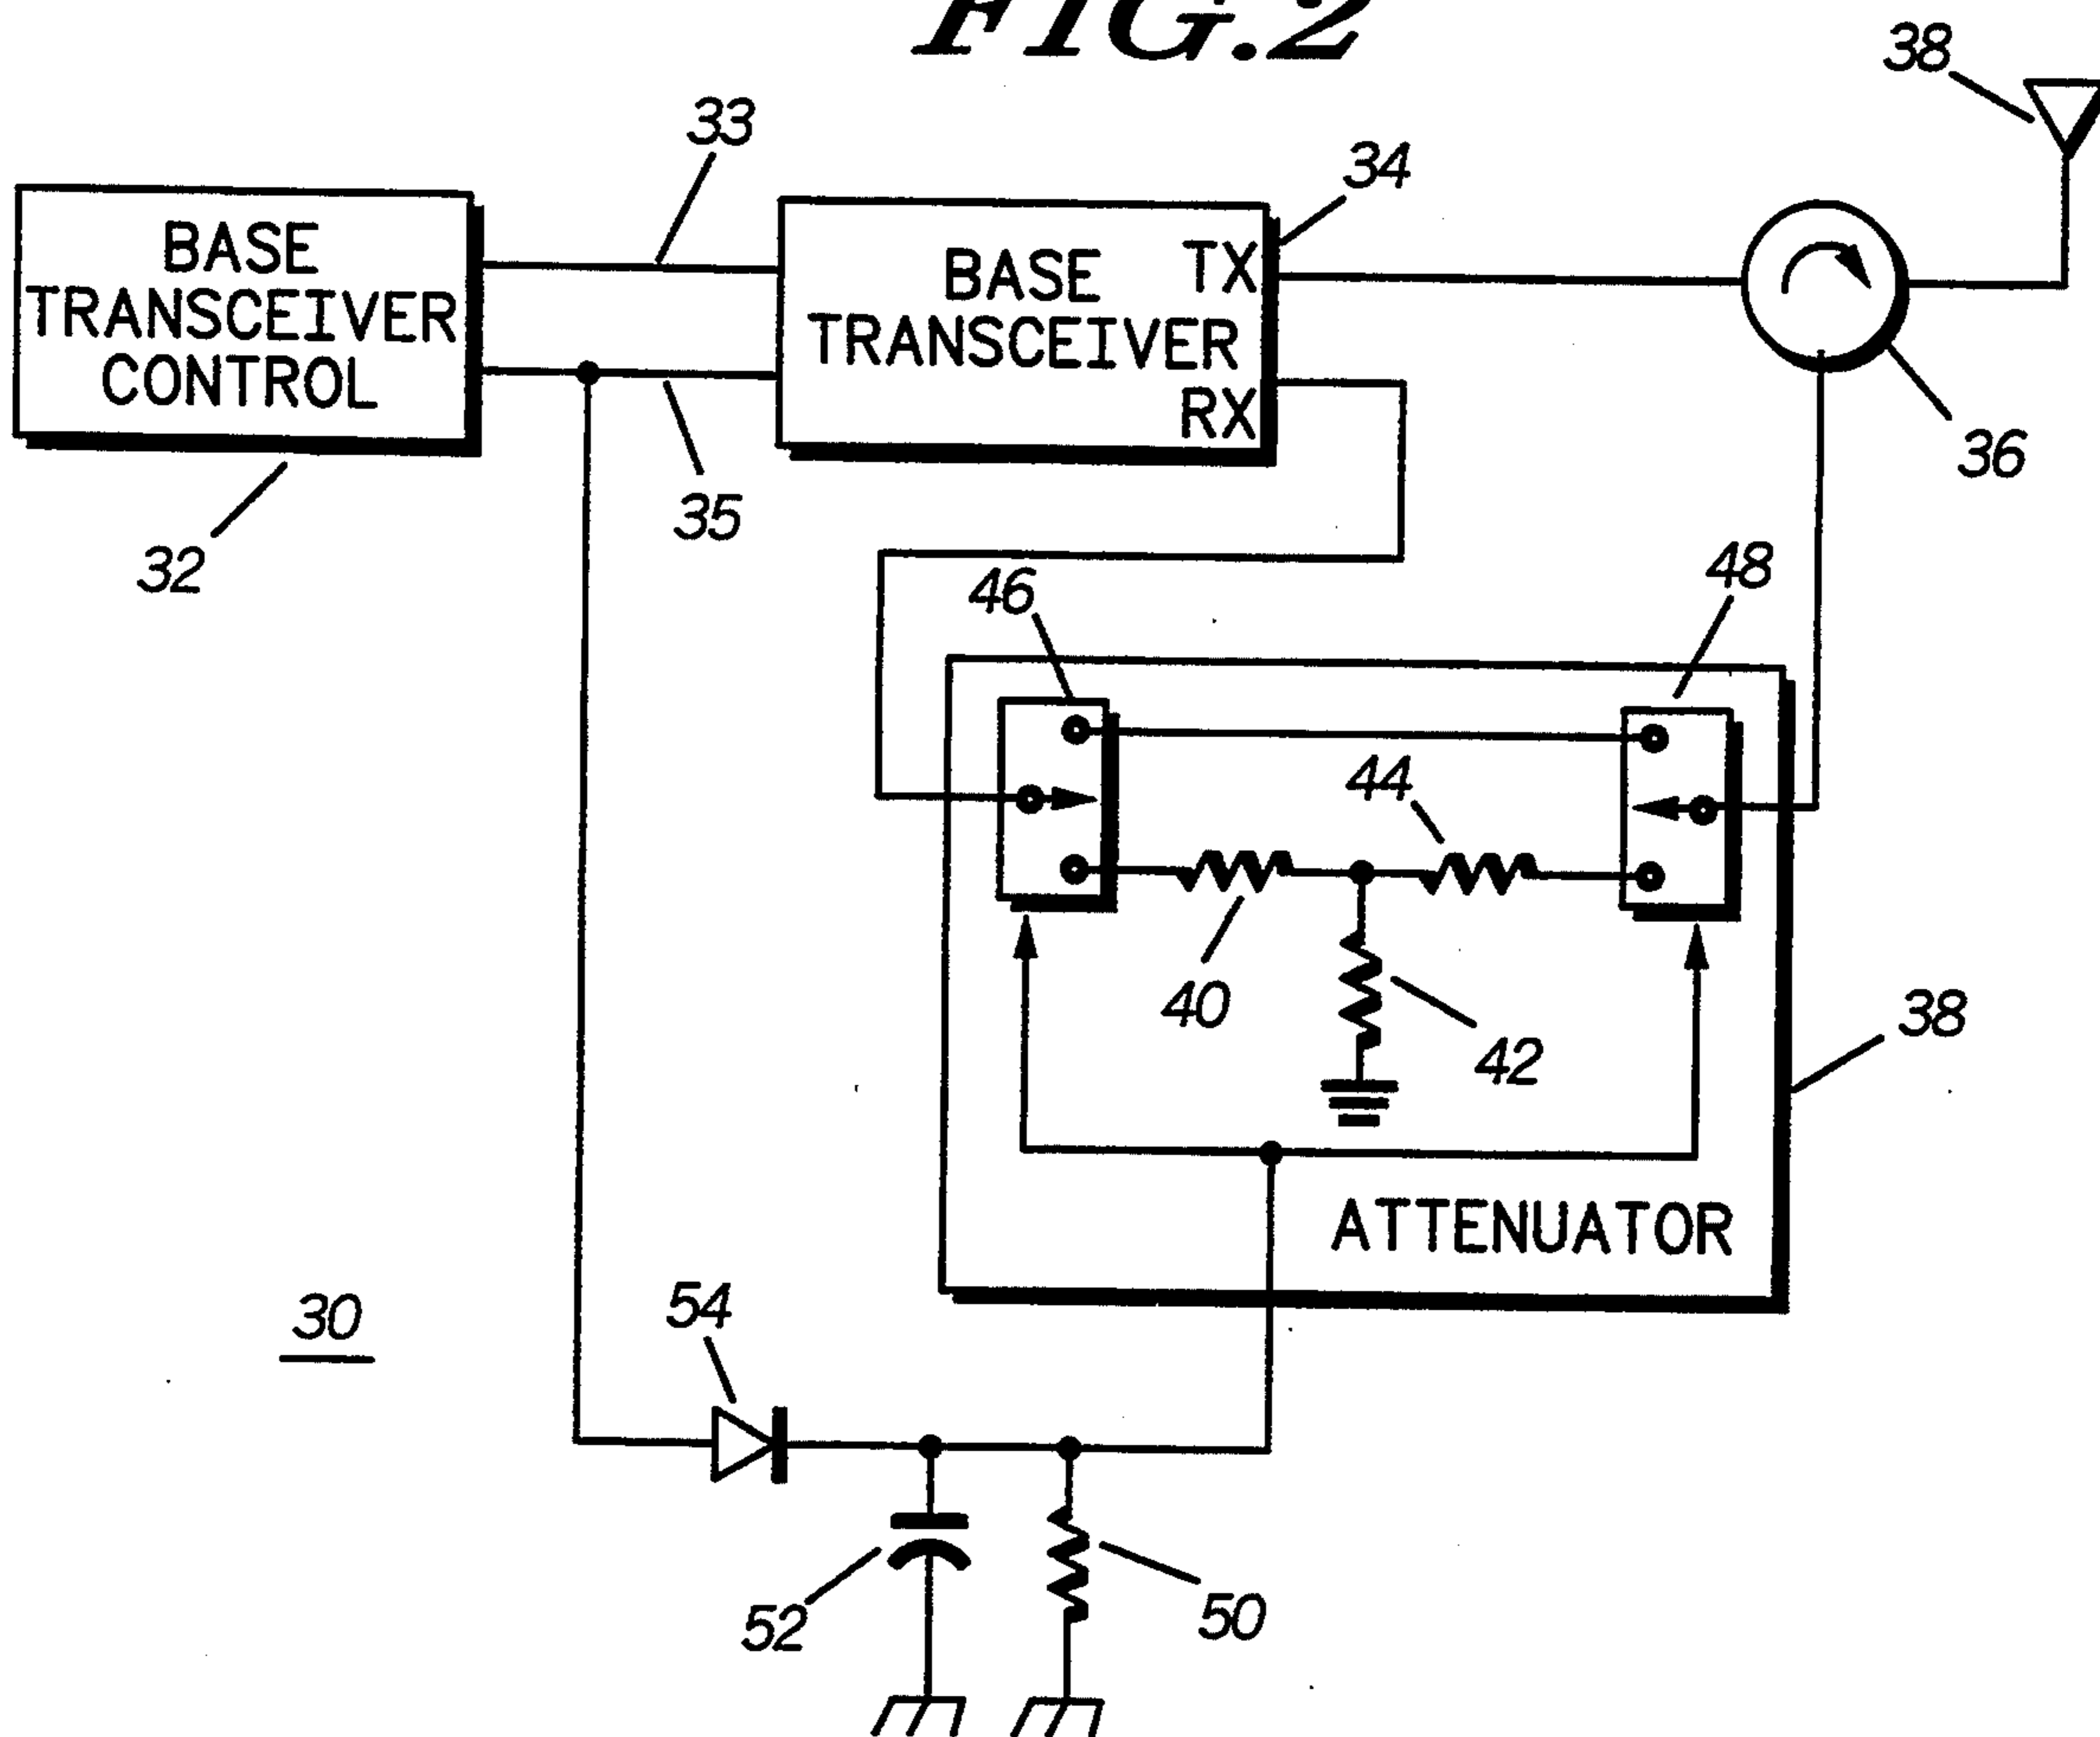 FIG.2
38
33
34
BASE
TRANSCEIVER
CONTROL
BASE
TRANSCEIVER
TX
RX
36
35
32
46
48
44
40
42
38
ATTENUATOR
30
54
52
50